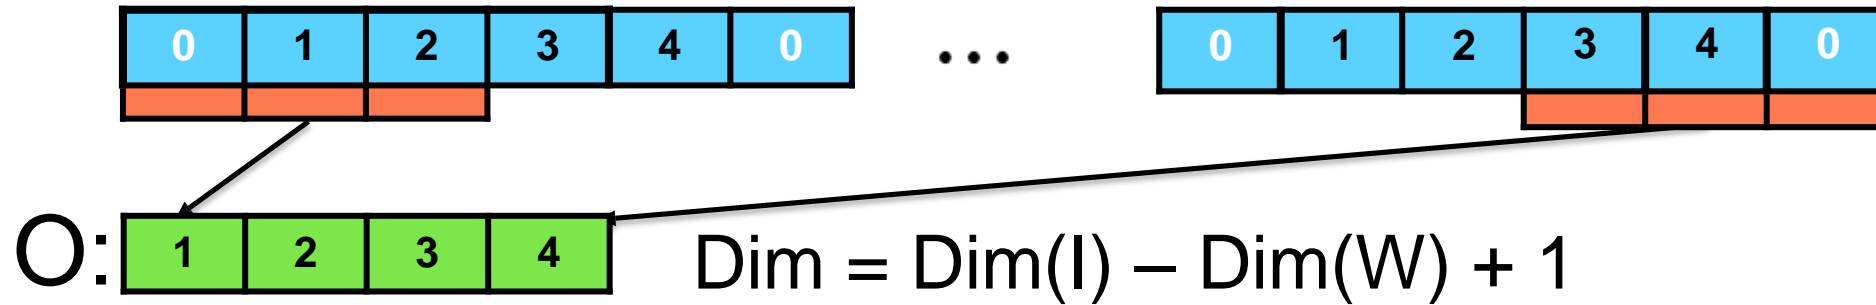 0 1 2 3 4 0 ... 0 1 2 3 4 0
O: 1 2 3 4 Dim = Dim(I) – Dim(W) + 1